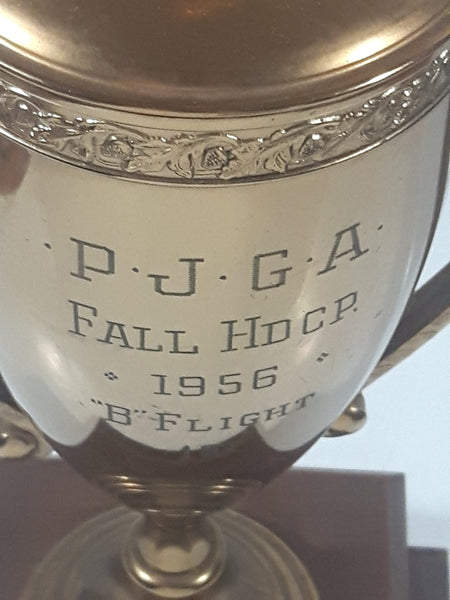 ·P·J·G·A·
FALL HDCP.
1956
"B" FLIGHT